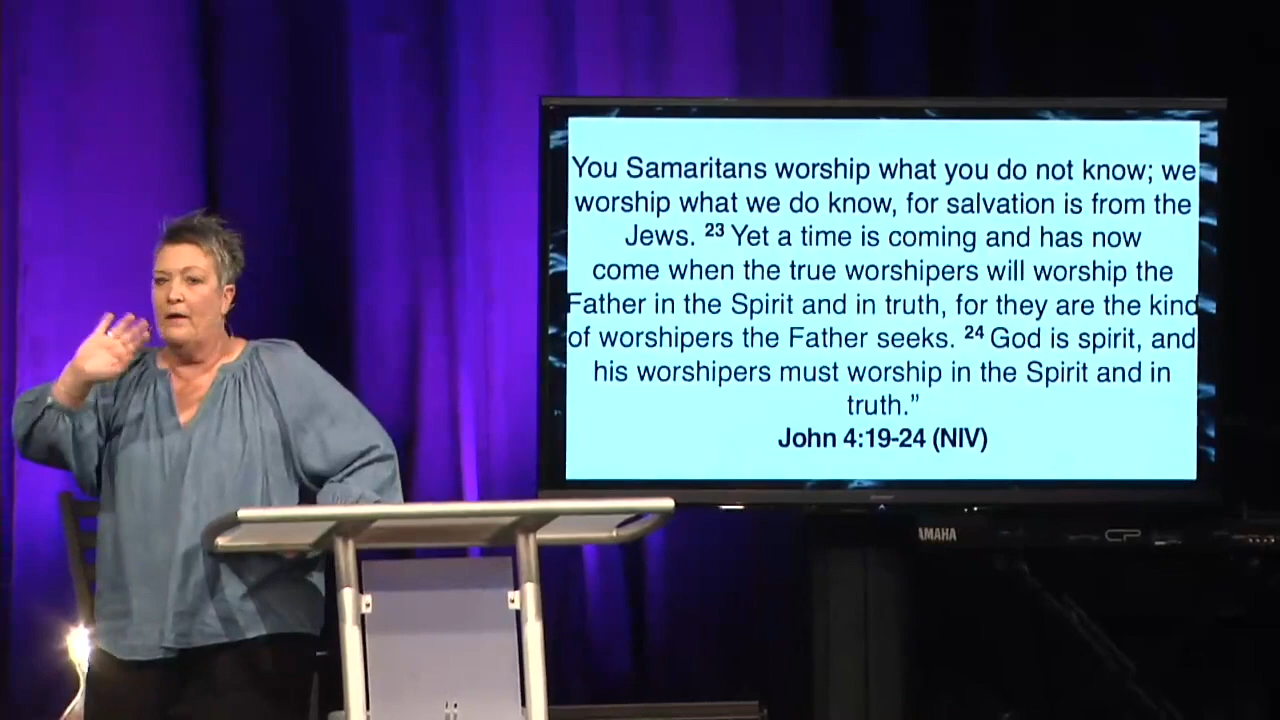 You Samaritans worship what you do not know; we
worship what we do know, for salvation is from the
Jews. 23 Yet a time is coming and has now
come when the true worshipers will worship the
Father in the Spirit and in truth, for they are the kind
of worshipers the Father seeks. 24 God is spirit, and
his worshipers must worship in the Spirit and in
truth.”
John 4:19-24 (NIV)
AMAHA
CP